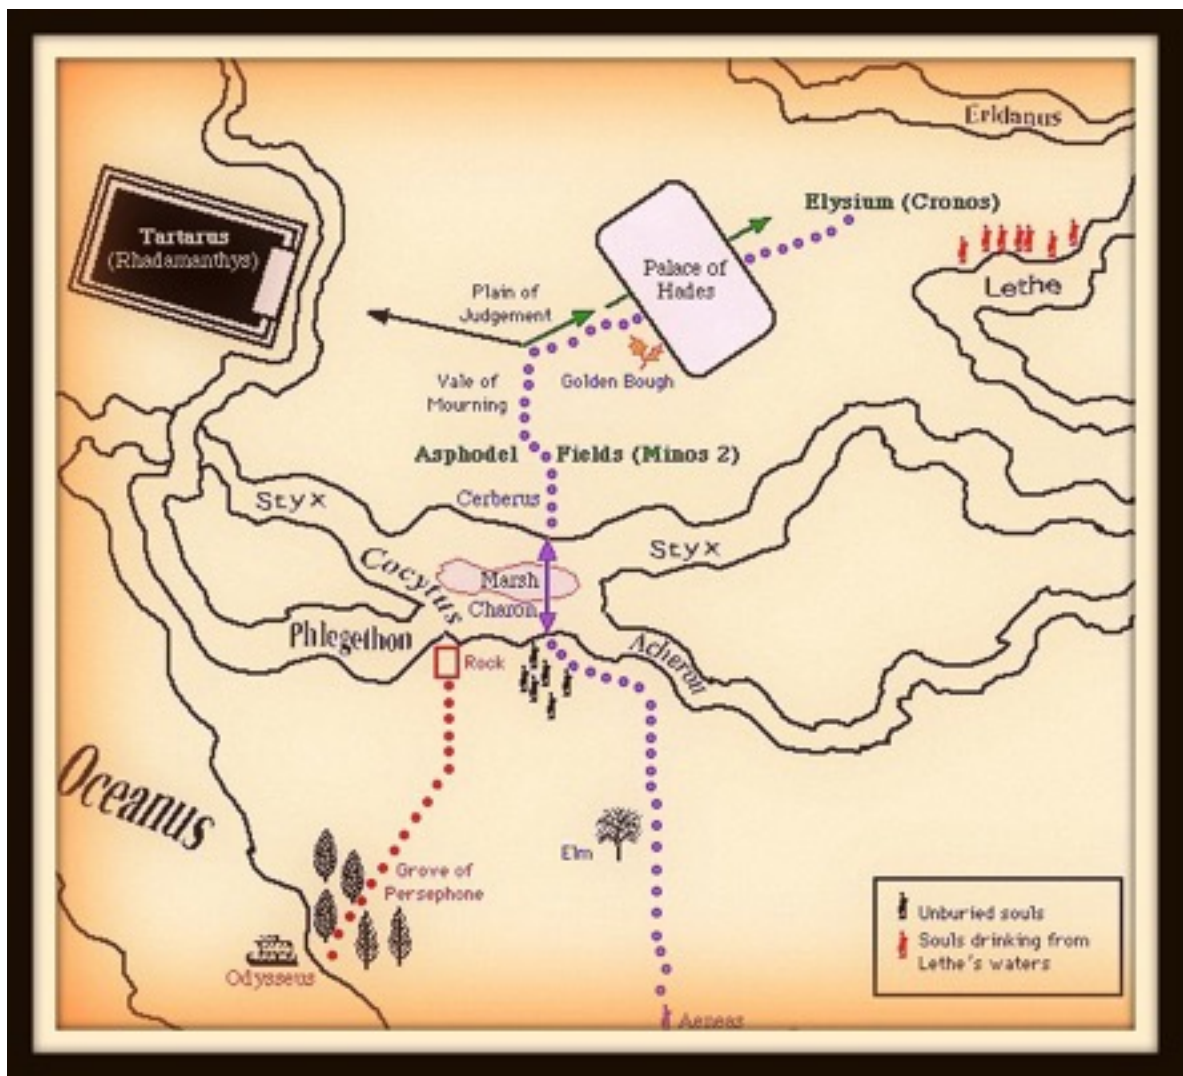 Eridanus
Elysium (Cronos)
Tartarus
(Rhadamanthys)
Palace of
Hades
Lethe
Plain of
Judgement
Golden Bough
Vale of
Mourning
Asphodel Fields (Minos 2)
Cerberus
Styx
Styx
Cocytus
Marsh
Charon
Phlegethon
Acheron
Rock
Oceanus
Elm
Grove of
Persephone
Unburied souls
Souls drinking from
Lethe's waters
Odysseus
Aeneas